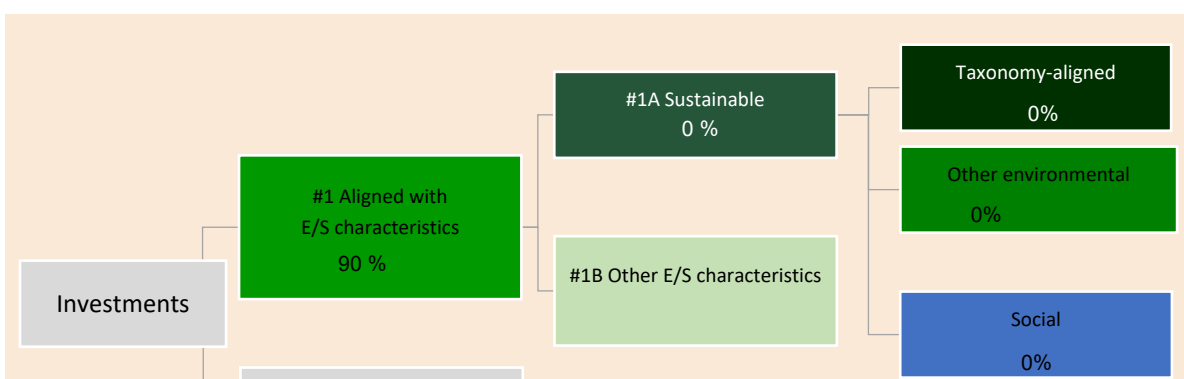 Investments
#1 Aligned with
E/S characteristics
90 %
#1A Sustainable
0 %
#1B Other E/S characteristics
Taxonomy-aligned
0%
Other environmental
0%
Social
0%